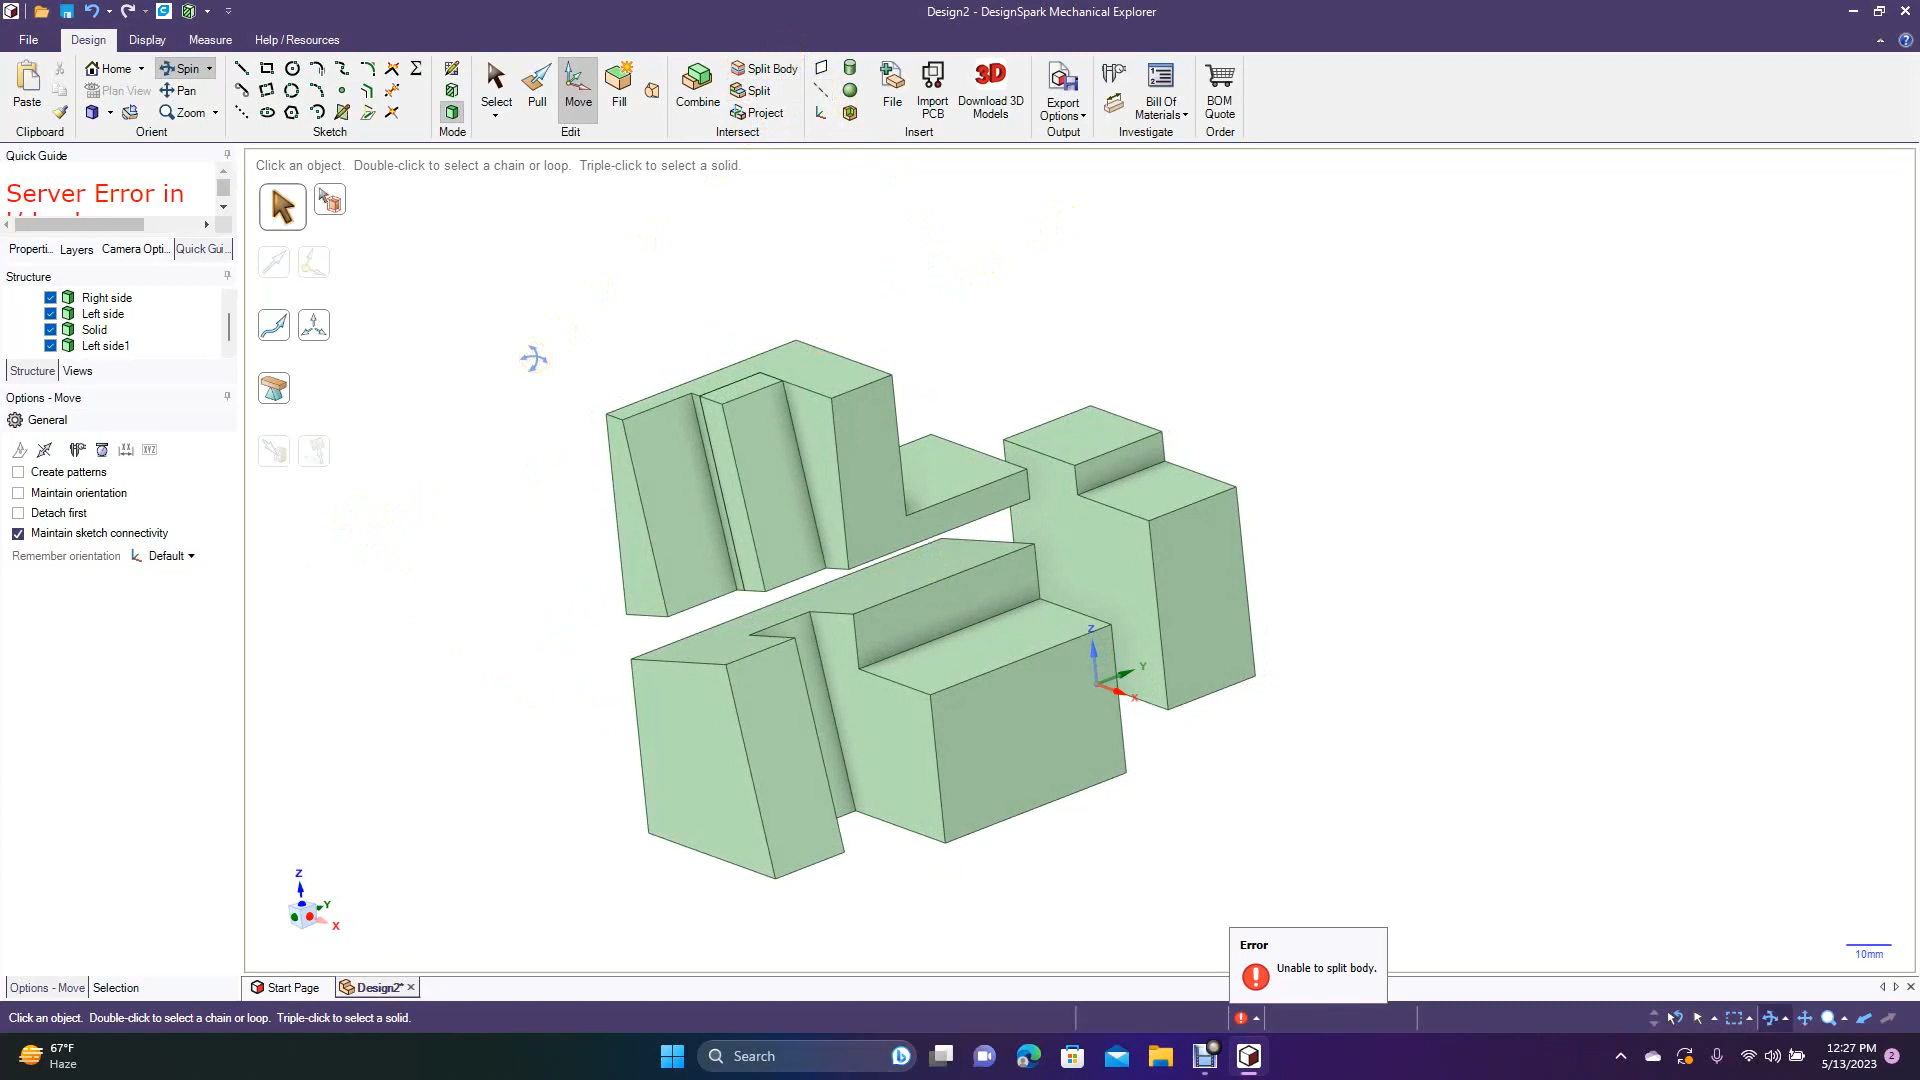 Design2 - DesignSpark Mechanical Explorer
File
Design
Display
Measure
Help / Resources
Paste
Home
Spin
Plan View
Pan
Zoom
Select
Pull
Move
Fill
Combine
Split Body
Split
Project
File
Import PCB
3D
Download 3D Models
Export Options
Bill Of Materials
BOM Quote
Clipboard
Orient
Sketch
Mode
Edit
Intersect
Insert
Output
Investigate
Order
Quick Guide
Server Error in
Properti...
Layers
Camera Opti...
Quick Gui...
Structure
Right side
Left side
Solid
Left side1
Structure
Views
Options - Move
General
XYZ
Create patterns
Maintain orientation
Detach first
Maintain sketch connectivity
Remember orientation
Default
Click an object. Double-click to select a chain or loop. Triple-click to select a solid.
Z
Y
X
Z
Y
X
10mm
Error
Unable to split body.
Options - Move
Selection
Start Page
Design2*
Click an object. Double-click to select a chain or loop. Triple-click to select a solid.
67°F
Haze
Search
12:27 PM
5/13/2023
2